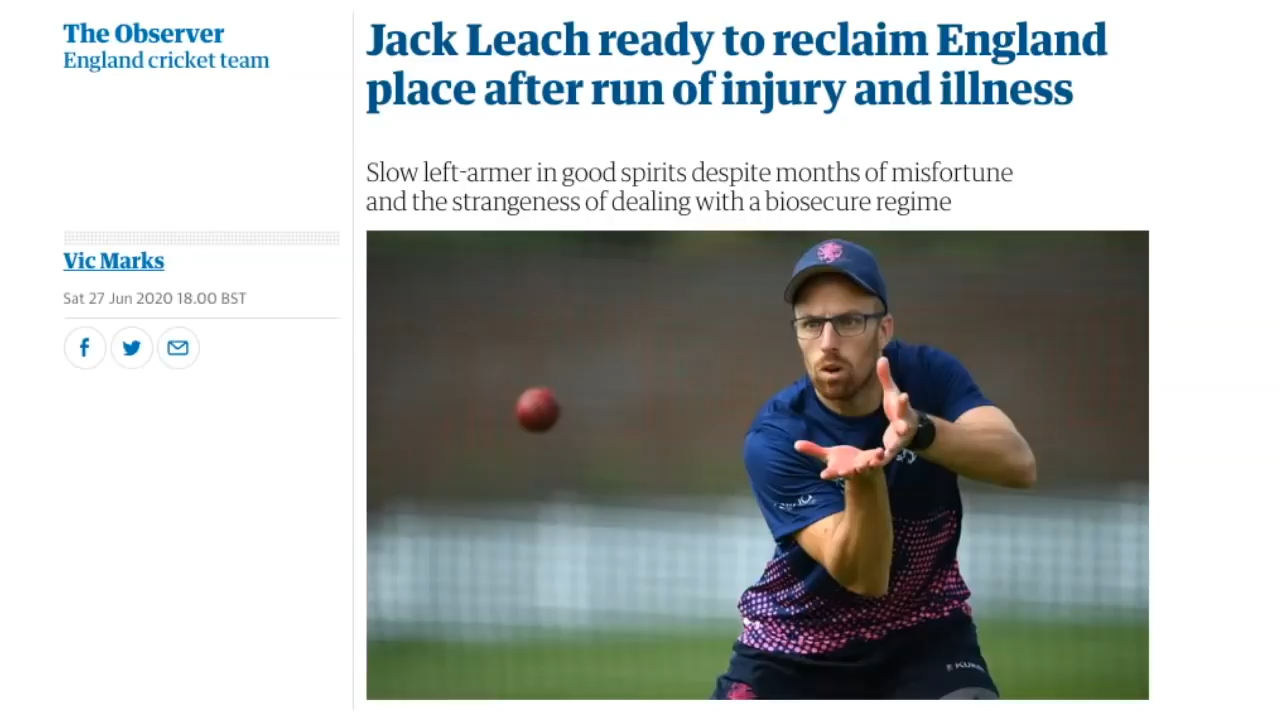 The Observer
England cricket team
Jack Leach ready to reclaim England
place after run of injury and illness
Slow left-armer in good spirits despite months of misfortune
and the strangeness of dealing with a biosecure regime
Vic Marks
Sat 27 Jun 2020 18.00 BST